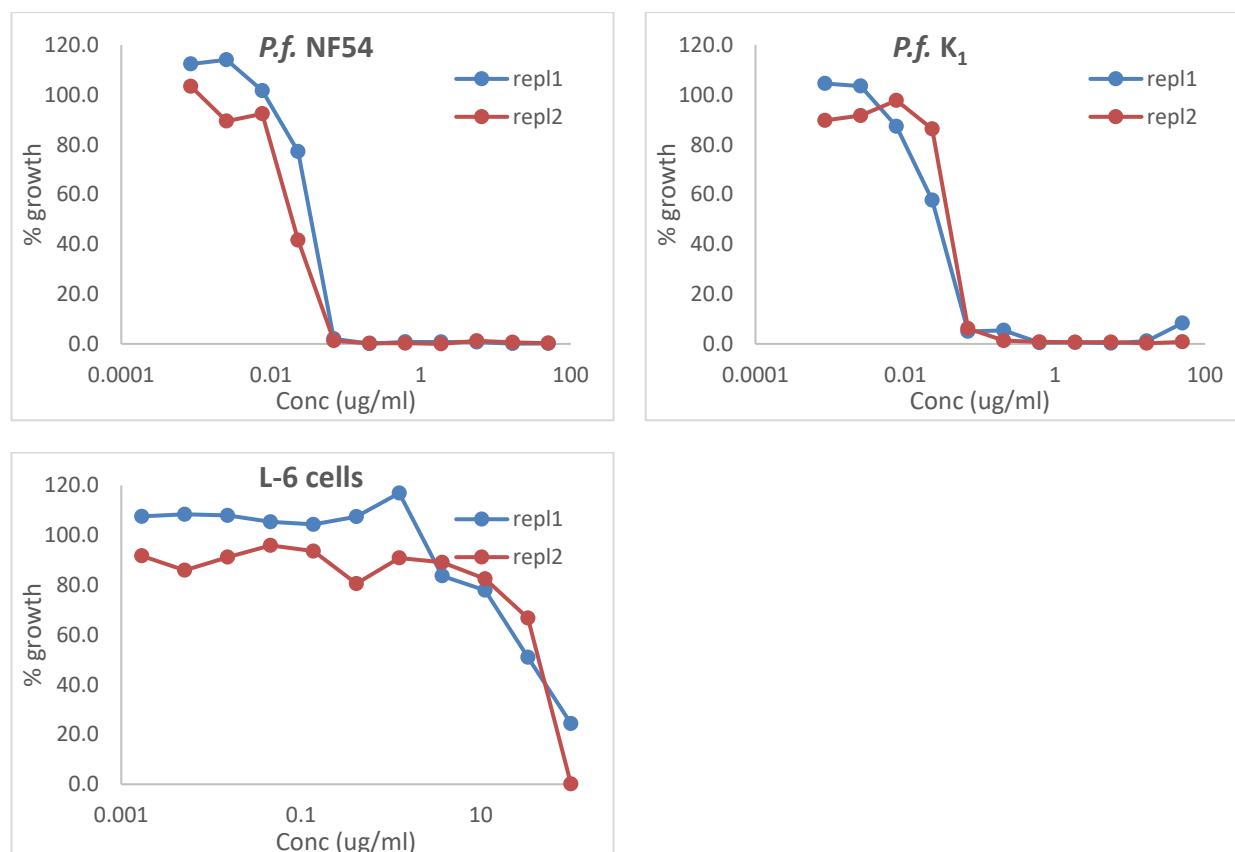 P.f. NF54
120.0
100.0
80.0
60.0
40.0
20.0
0.0
% growth
0.0001
0.01
1
100
Conc (ug/ml)
repl1
repl2
P.f. K1
120.0
100.0
80.0
60.0
40.0
20.0
0.0
% growth
0.0001
0.01
1
100
Conc (ug/ml)
repl1
repl2
L-6 cells
120.0
100.0
80.0
60.0
40.0
20.0
0.0
% growth
0.001
0.1
10
Conc (ug/ml)
repl1
repl2